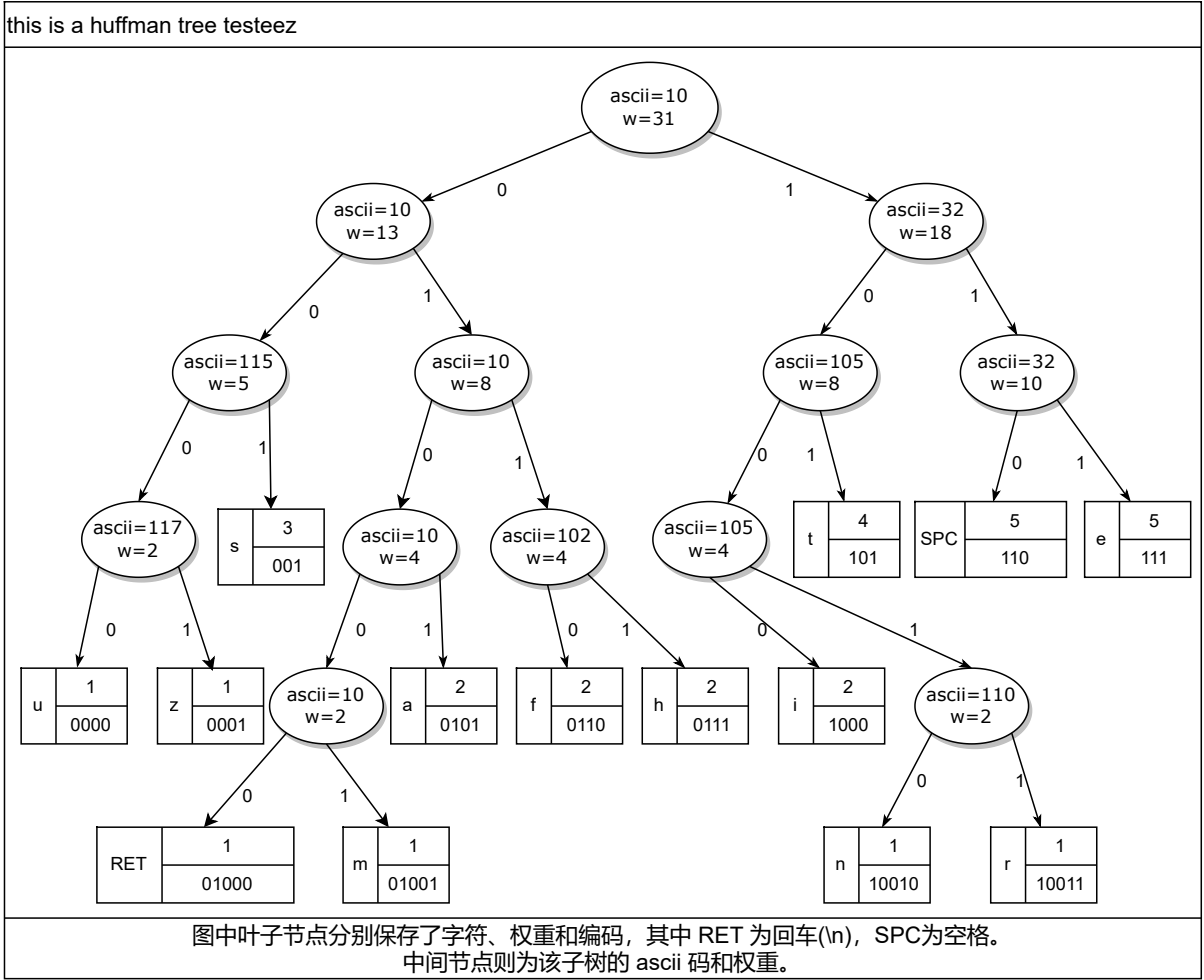 this is a huffman tree testeez
ascii=10
w=31
0
1
ascii=10
w=13
ascii=32
w=18
0
1
0
1
ascii=115
w=5
ascii=10
w=8
ascii=105
w=8
ascii=32
w=10
0
1
0
1
0
1
0
1
ascii=117
w=2
s
3
001
ascii=10
w=4
ascii=102
w=4
ascii=105
w=4
t
4
101
SPC
5
110
e
5
111
0
1
0
1
0
1
0
1
u
1
0000
z
1
0001
ascii=10
w=2
a
2
0101
f
2
0110
h
2
0111
i
2
1000
ascii=110
w=2
0
1
0
1
RET
1
01000
m
1
01001
n
1
10010
r
1
10011
图中叶子节点分别保存了字符、权重和编码，其中 RET 为回车(\n)，SPC为空格。
中间节点则为该子树的 ascii 码和权重。